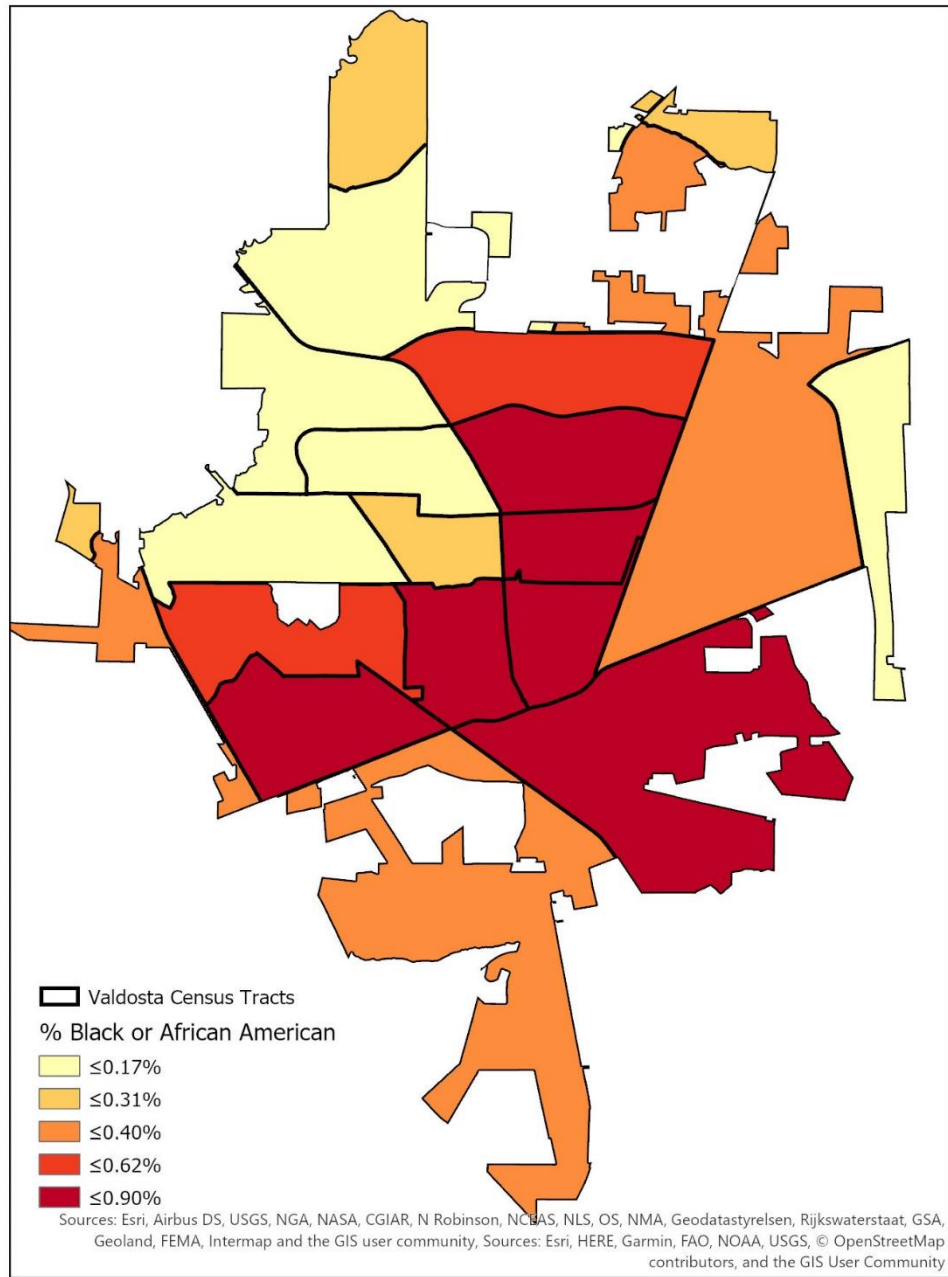 Valdosta Census Tracts
% Black or African American
≤0.17%
≤0.31%
≤0.40%
≤0.62%
≤0.90%
Sources: Esri, Airbus DS, USGS, NGA, NASA, CGIAR, N Robinson, NCEAS, NLS, OS, NMA, Geodatastyrelsen, Rijkswaterstaat, GSA,
Geoland, FEMA, Intermap and the GIS user community, Sources: Esri, HERE, Garmin, FAO, NOAA, USGS, © OpenStreetMap
contributors, and the GIS User Community